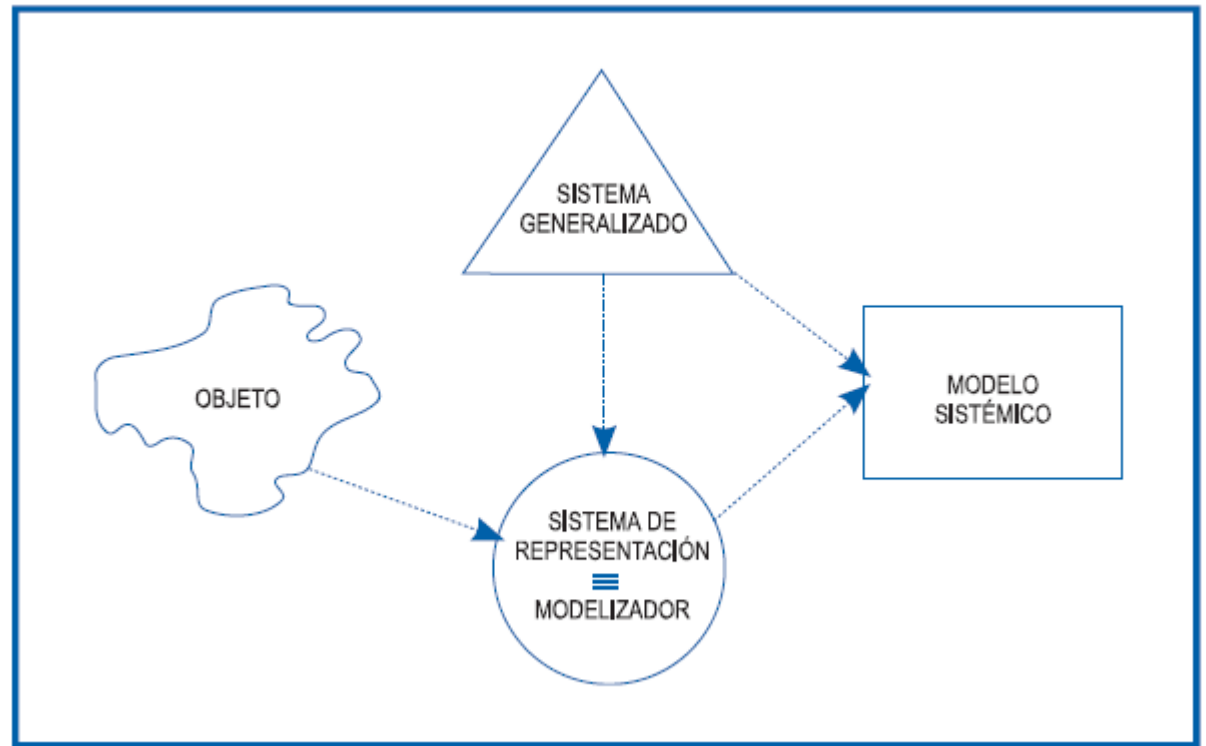 SISTEMA
GENERALIZADO
OBJETO
MODELO
SISTÉMICO
SISTEMA DE
REPRESENTACIÓN
≡
MODELIZADOR